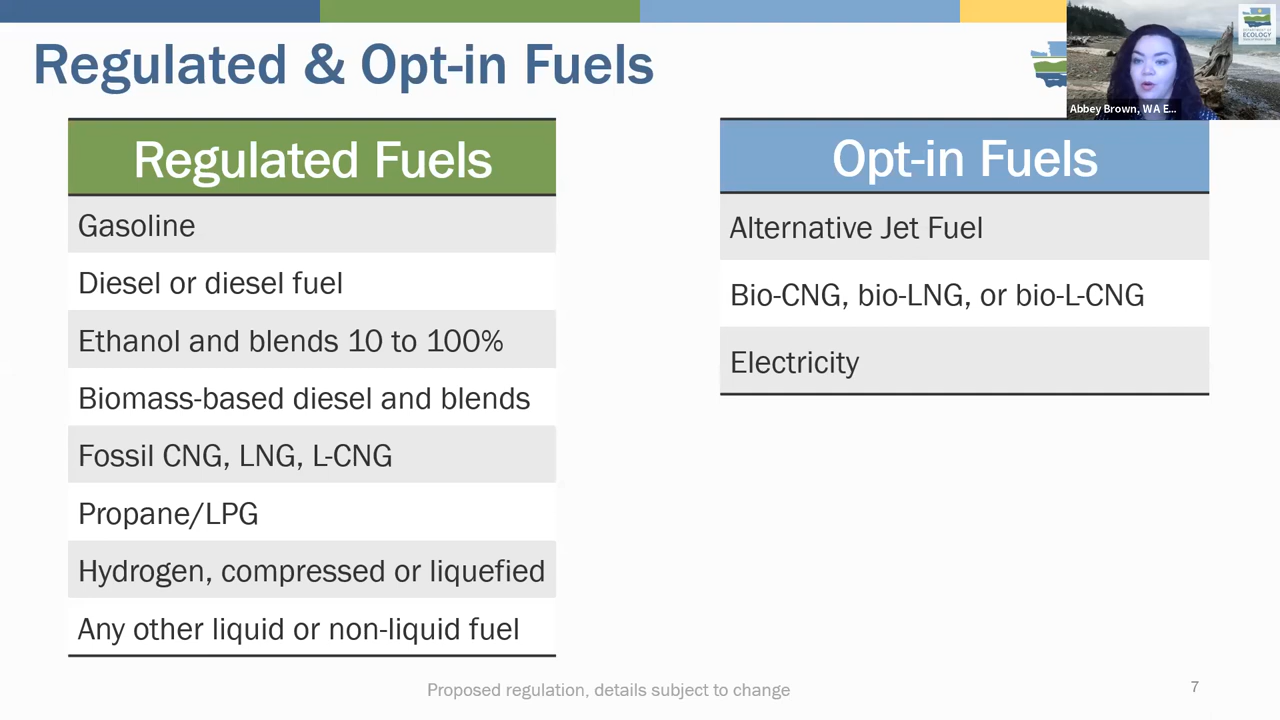 Regulated & Opt-in Fuels
Abbey Brown, WA E...
ECOLOGY
Regulated Fuels
Gasoline
Diesel or diesel fuel
Ethanol and blends 10 to 100%
Biomass-based diesel and blends
Fossil CNG, LNG, L-CNG
Propane/LPG
Hydrogen, compressed or liquefied
Any other liquid or non-liquid fuel
Opt-in Fuels
Alternative Jet Fuel
Bio-CNG, bio-LNG, or bio-L-CNG
Electricity
Proposed regulation, details subject to change
7